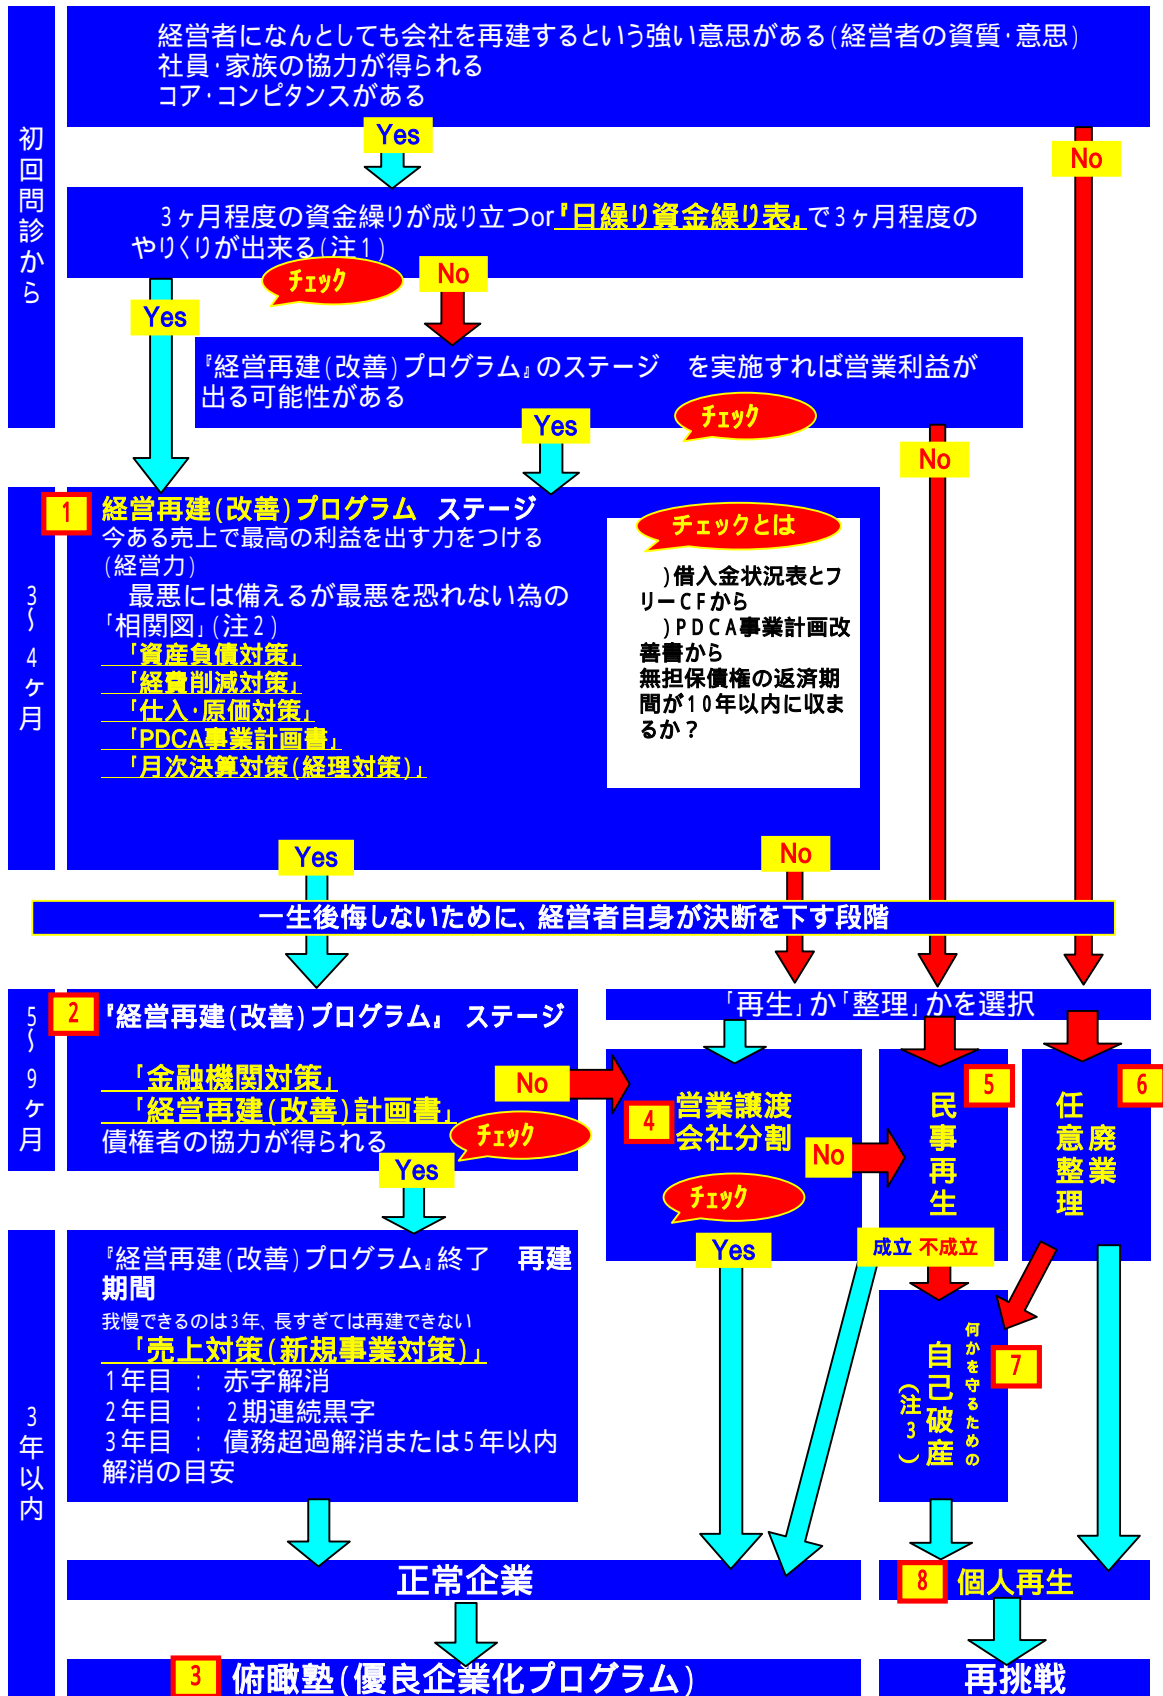 初回問診から
経営者になんとしても会社を再建するという強い意思がある(経営者の資質・意思)
社員・家族の協力が得られる
コア・コンピタンスがある
Yes
No
3ヶ月程度の資金繰りが成り立つor『日繰り資金繰り表』で3ヶ月程度の
やりくりが出来る(注1)
チェック
No
Yes
『経営再建(改善)プログラム』のステージ　を実施すれば営業利益が
出る可能性がある
チェック
Yes
No
3～4ヶ月
1
経営再建(改善)プログラム　ステージ
今ある売上で最高の利益を出す力をつける
(経営力)
最悪には備えるが最悪を恐れない為の
「相関図」(注2)
「資産負債対策」
「経費削減対策」
「仕入・原価対策」
「PDCA事業計画書」
「月次決算対策(経理対策)」
チェックとは
)借入金状況表とフ
リーCFから
)PDCA事業計画改
善書から
無担保債権の返済期
間が10年以内に収ま
るか?
Yes
No
一生後悔しないために、経営者自身が決断を下す段階
5～9ヶ月
2
『経営再建(改善)プログラム』 ステージ
「金融機関対策」
「経営再建(改善)計画書」
債権者の協力が得られる
No
チェック
Yes
「再生」か「整理」かを選択
4
営業譲渡
会社分割
No
チェック
Yes
5
民事再生
成立 不成立
6
任意整理
廃業
3年以内
『経営再建(改善)プログラム』終了　再建
期間
我慢できるのは3年、長すぎては再建できない
「売上対策(新規事業対策)」
1年目 : 赤字解消
2年目 : 2期連続黒字
3年目 : 債務超過解消または5年以内
解消の目安
7
何かを守るための
自己破産
(注3)
正常企業
8
個人再生
3
俯瞰塾(優良企業化プログラム)
再挑戦